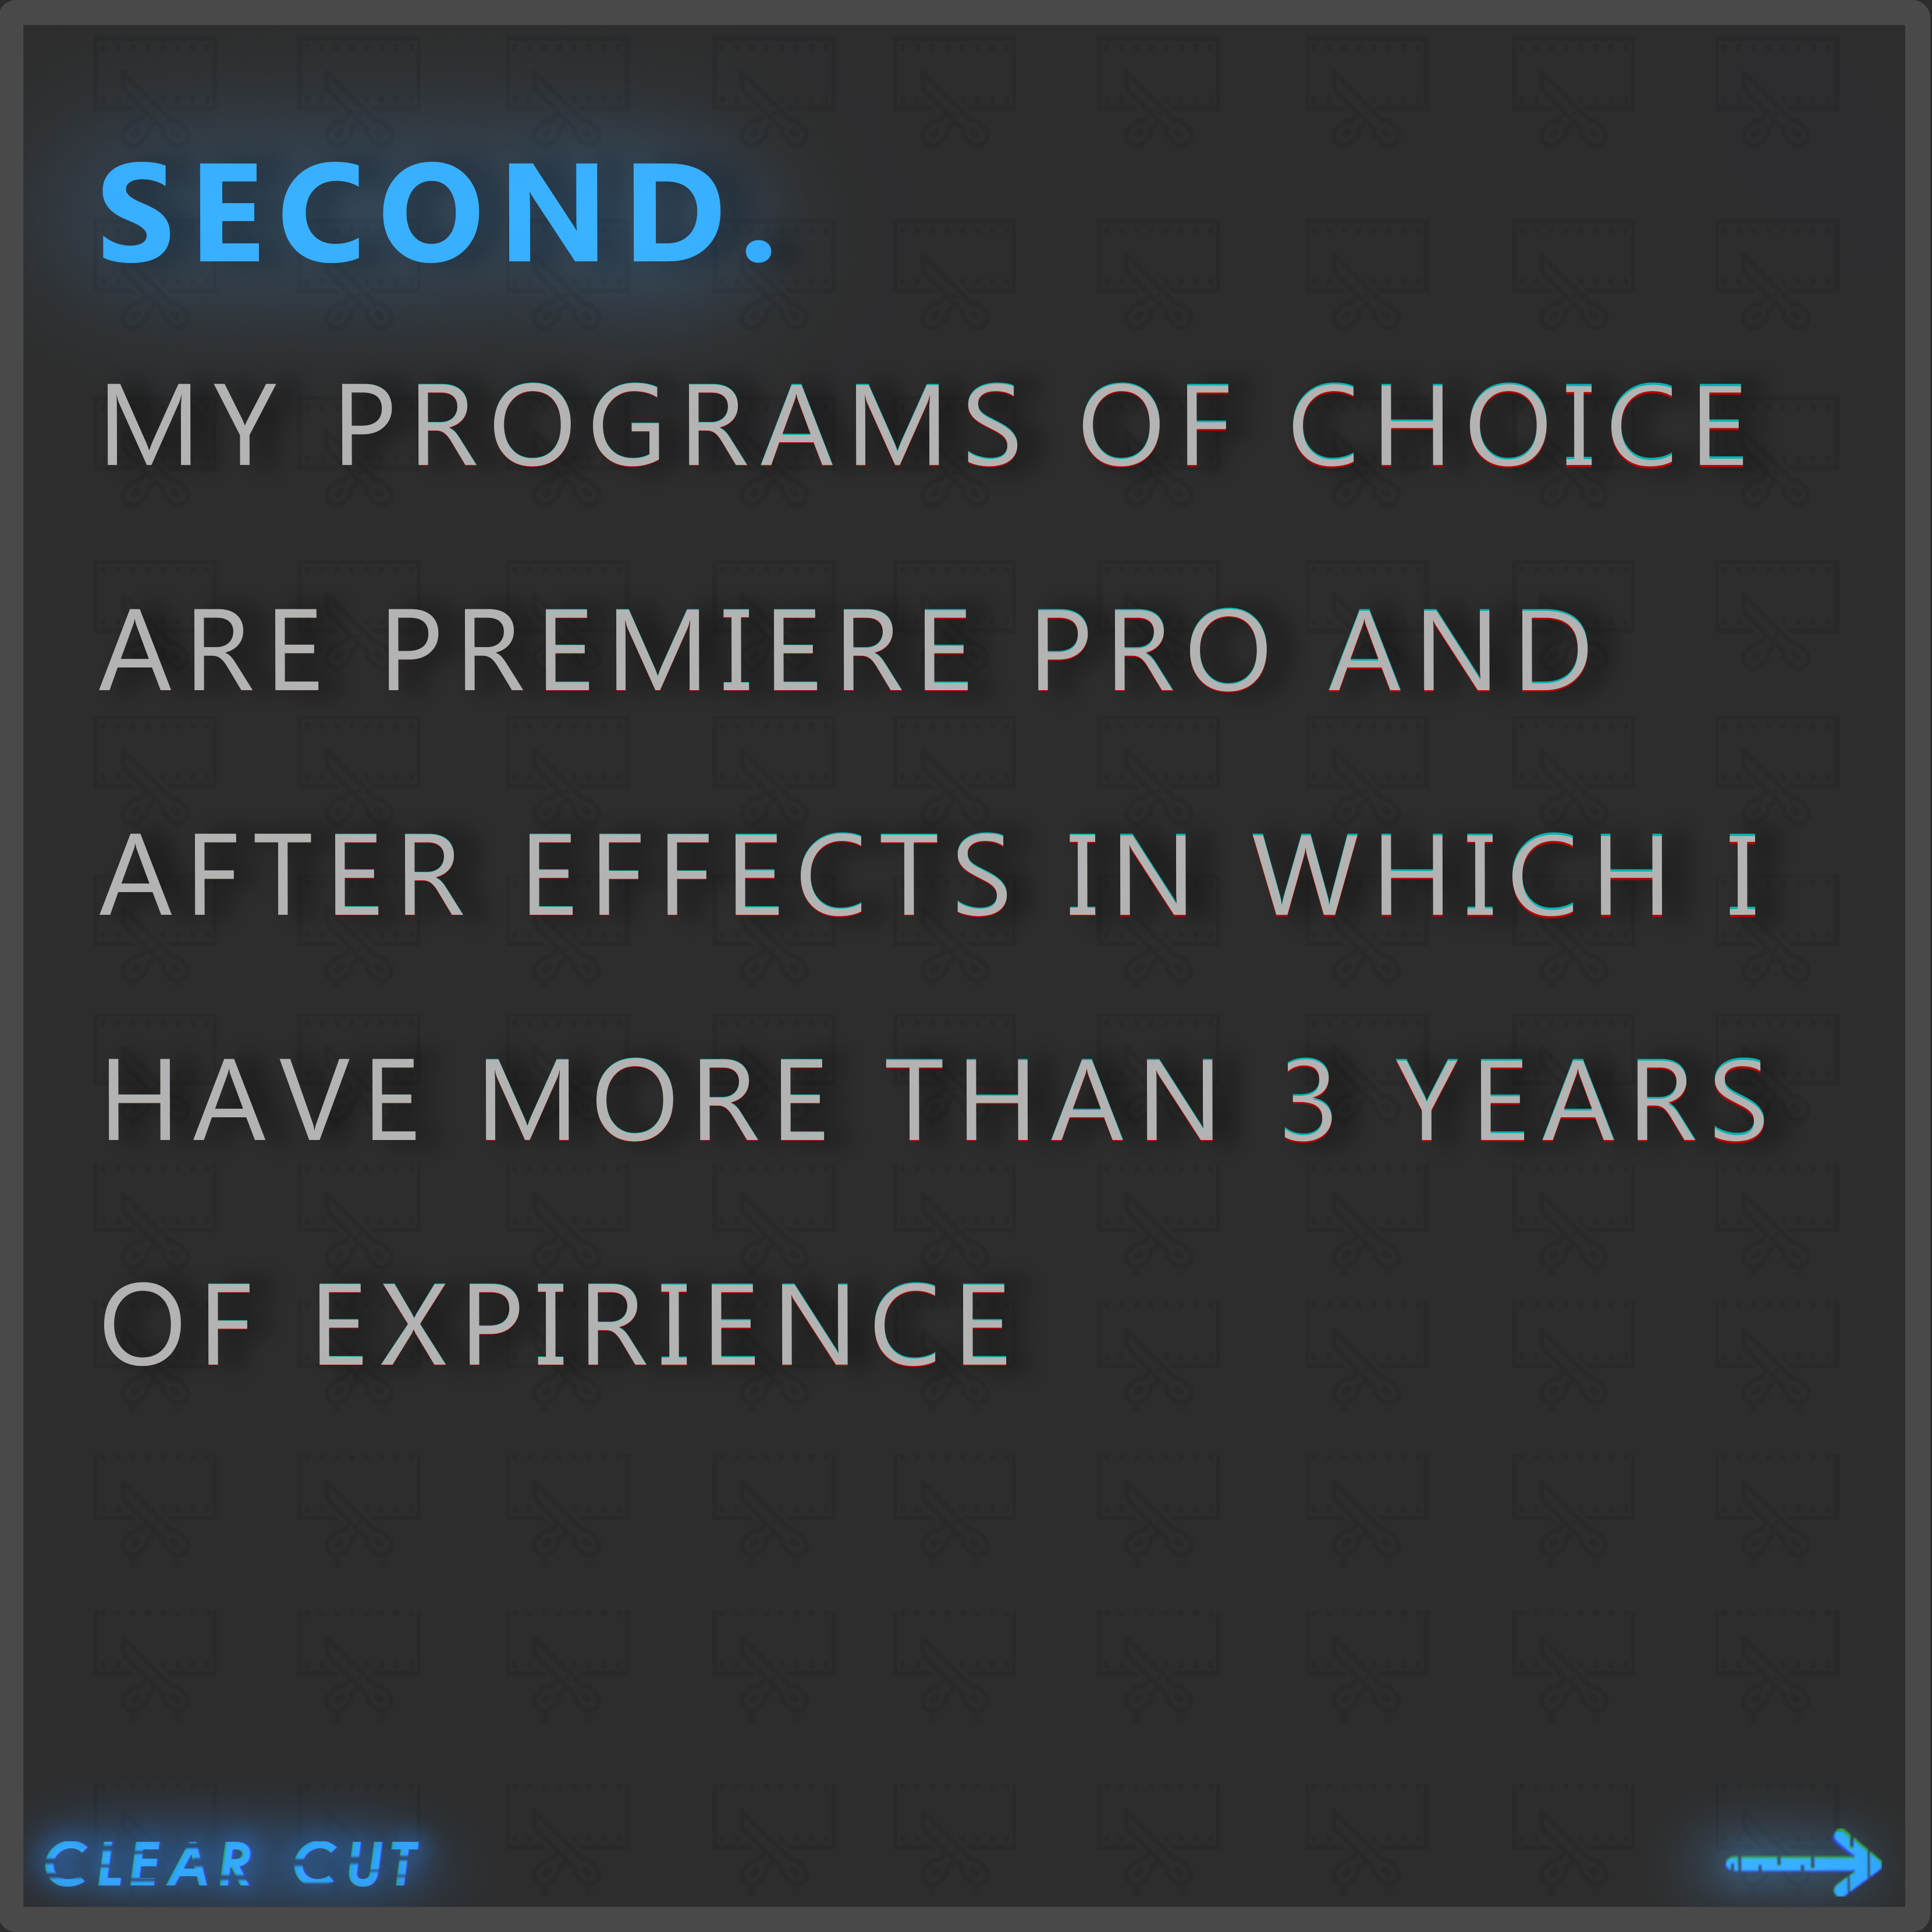 SECOND.
MY PROGRAMS OF CHOICE
ARE PREMIERE PRO AND
AFTER EFFECTS IN WHICH I
HAVE MORE THAN 3 YEARS
OF EXPIRIENCE
CLEAR CUT